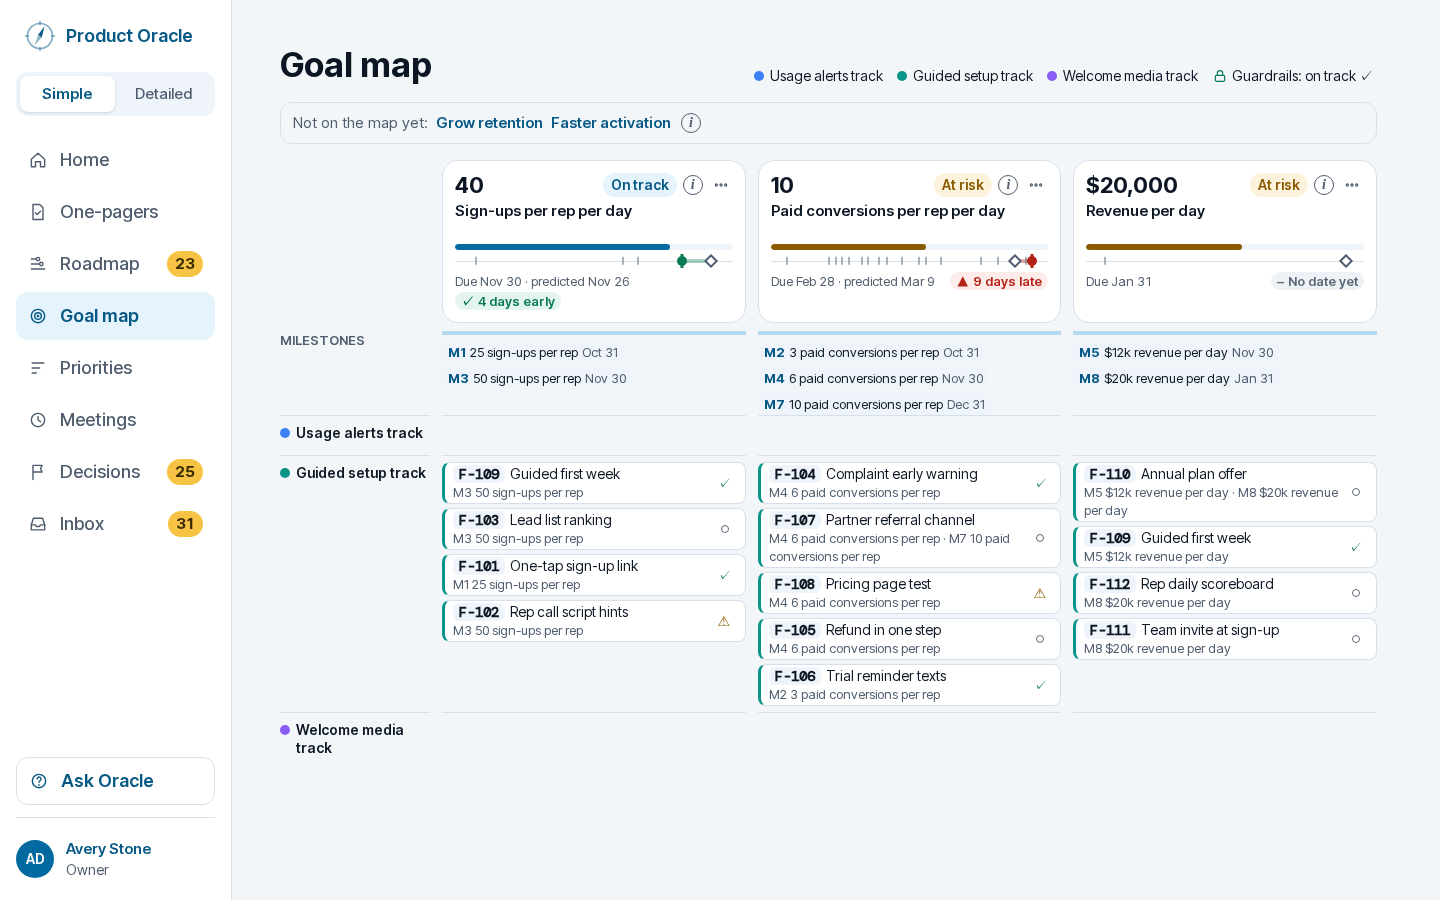 Product Oracle
Simple Detailed
Home
One-pagers
Roadmap 23
Goal map
Priorities
Meetings
Decisions 25
Inbox 31
Ask Oracle
AD
Avery Stone
Owner
Goal map
Usage alerts track Guided setup track Welcome media track Guardrails: on track ✓
Not on the map yet: Grow retention Faster activation i
40 On track i •••
Sign-ups per rep per day
Due Nov 30 · predicted Nov 26
✓ 4 days early
10 At risk i •••
Paid conversions per rep per day
Due Feb 28 · predicted Mar 9 ▲ 9 days late
$20,000 At risk i •••
Revenue per day
Due Jan 31 – No date yet
MILESTONES
M1 25 sign-ups per rep Oct 31
M3 50 sign-ups per rep Nov 30
M2 3 paid conversions per rep Oct 31
M4 6 paid conversions per rep Nov 30
M7 10 paid conversions per rep Dec 31
M5 $12k revenue per day Nov 30
M8 $20k revenue per day Jan 31
Usage alerts track
Guided setup track
F-109 Guided first week ✓
M3 50 sign-ups per rep
F-103 Lead list ranking ○
M3 50 sign-ups per rep
F-101 One-tap sign-up link ✓
M1 25 sign-ups per rep
F-102 Rep call script hints ⚠
M3 50 sign-ups per rep
F-104 Complaint early warning ✓
M4 6 paid conversions per rep
F-107 Partner referral channel ○
M4 6 paid conversions per rep · M7 10 paid
conversions per rep
F-108 Pricing page test ⚠
M4 6 paid conversions per rep
F-105 Refund in one step ○
M4 6 paid conversions per rep
F-106 Trial reminder texts ✓
M2 3 paid conversions per rep
F-110 Annual plan offer ○
M5 $12k revenue per day · M8 $20k revenue
per day
F-109 Guided first week ✓
M5 $12k revenue per day
F-112 Rep daily scoreboard ○
M8 $20k revenue per day
F-111 Team invite at sign-up ○
M8 $20k revenue per day
Welcome media
track